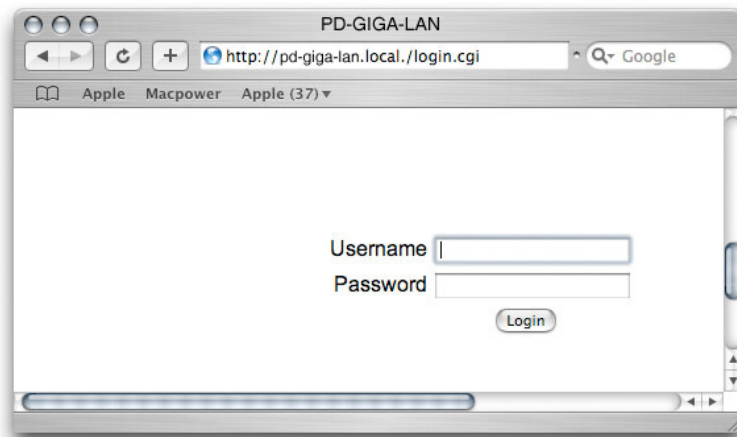 PD-GIGA-LAN
http://pd-giga-lan.local./login.cgi Google
Apple Macpower Apple (37)
Username
Password
Login